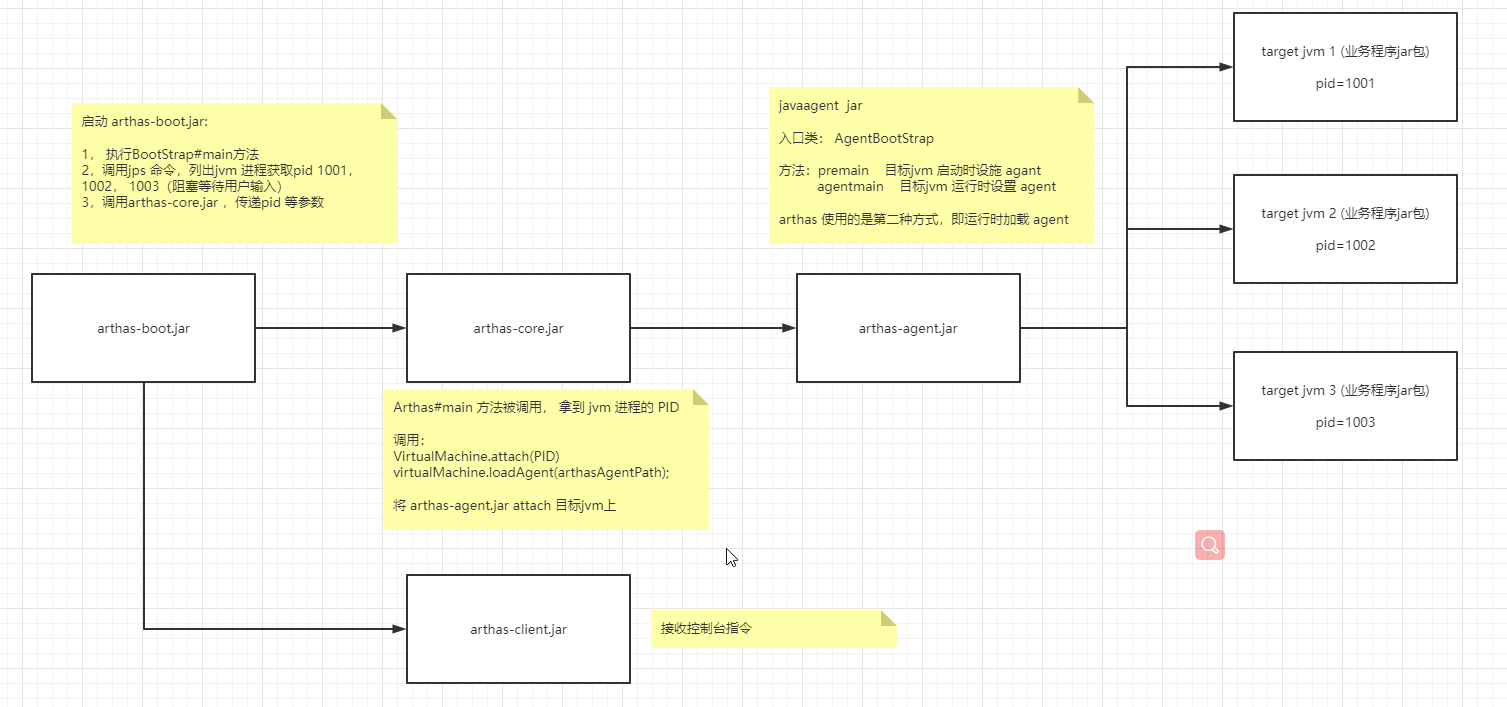 启动 arthas-boot.jar:
1， 执行BootStrap#main方法
2，调用jps 命令，列出jvm 进程获取pid 1001，
1002， 1003（阻塞等待用户输入）
3，调用arthas-core.jar ，传递pid 等参数
javaagent jar
入口类： AgentBootStrap
方法：premain 目标jvm 启动时设施 agant
agentmain 目标jvm 运行时设置 agent
arthas 使用的是第二种方式，即运行时加载 agent
target jvm 1 (业务程序jar包)
pid=1001
target jvm 2 (业务程序jar包)
pid=1002
target jvm 3 (业务程序jar包)
pid=1003
arthas-boot.jar
arthas-core.jar
arthas-agent.jar
Arthas#main 方法被调用， 拿到 jvm 进程的 PID
调用：
VirtualMachine.attach(PID)
virtualMachine.loadAgent(arthasAgentPath);
将 arthas-agent.jar attach 目标jvm上
arthas-client.jar
接收控制台指令